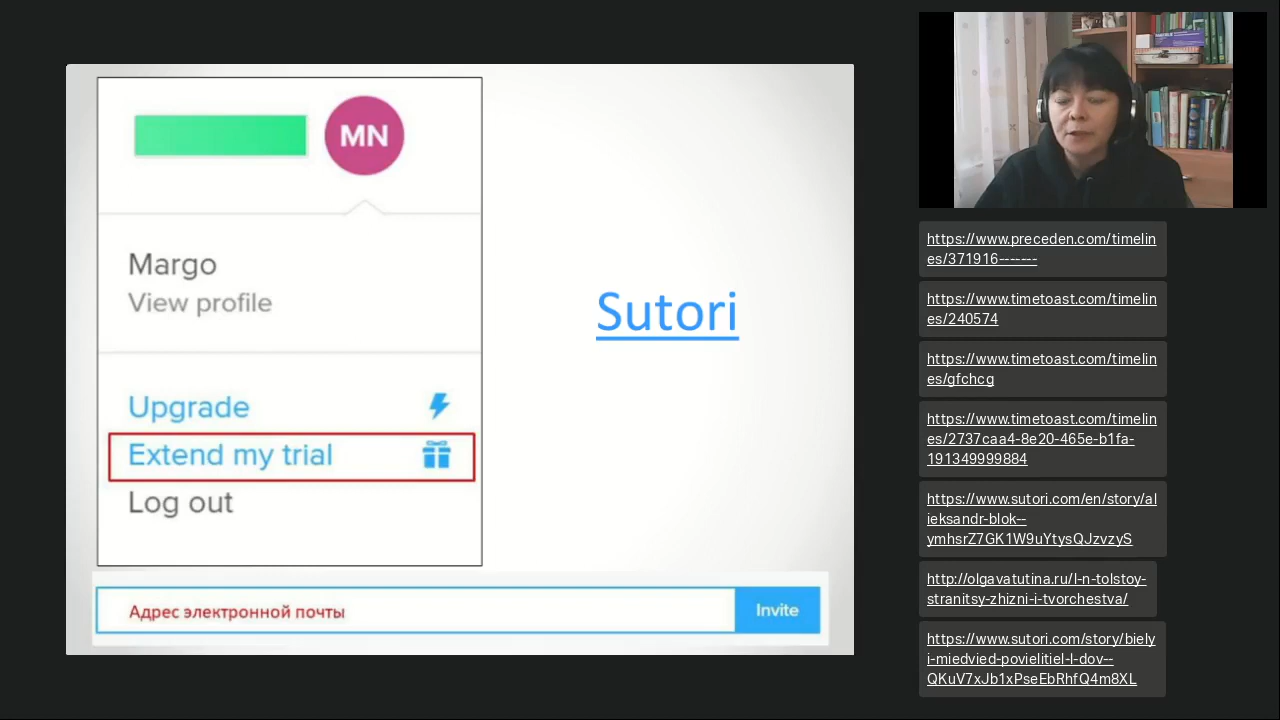 MN
Margo
View profile
Upgrade
Extend my trial
Log out
Sutori
Адрес электронной почты
Invite
https://www.preceden.com/timelin
es/371916-------
https://www.timetoast.com/timelin
es/240574
https://www.timetoast.com/timelin
es/gfchcg
https://www.timetoast.com/timelin
es/2737caa4-8e20-465e-b1fa-
191349999884
https://www.sutori.com/en/story/al
ieksandr-blok--
ymhsrZ7GK1W9uYtysQJzvzyS
http://olgavatutina.ru/l-n-tolstoy-
stranitsy-zhizni-i-tvorchestva/
https://www.sutori.com/story/biely
i-miedvied-povielitiel-l-dov--
QKuV7xJb1xPseEbRhfQ4m8XL